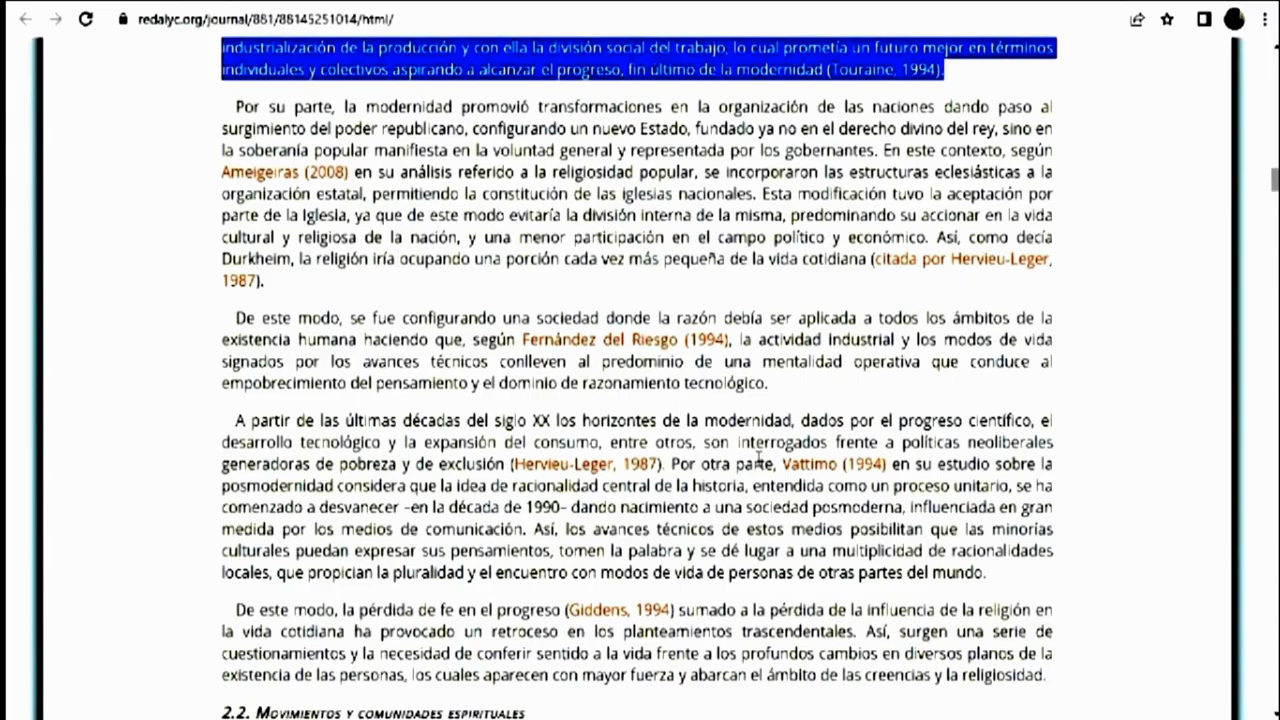 redalyc.org/journal/881/88145251014/html/
industrialización de la producción y con ella la división social del trabajo, lo cual prometía un futuro mejor en términos
individuales y colectivos aspirando a alcanzar el progreso, fin último de la modernidad (Touraine, 1994).
Por su parte, la modernidad promovió transformaciones en la organización de las naciones dando paso al
surgimiento del poder republicano, configurando un nuevo Estado, fundado ya no en el derecho divino del rey, sino en
la soberanía popular manifiesta en la voluntad general y representada por los gobernantes. En este contexto, según
Ameigeiras (2008) en su análisis referido a la religiosidad popular, se incorporaron las estructuras eclesiásticas a la
organización estatal, permitiendo la constitución de las iglesias nacionales. Esta modificación tuvo la aceptación por
parte de la Iglesia, ya que de este modo evitaría la división interna de la misma, predominando su accionar en la vida
cultural y religiosa de la nación, y una menor participación en el campo político y económico. Así, como decía
Durkheim, la religión iría ocupando una porción cada vez más pequeña de la vida cotidiana (citada por Hervieu-Leger,
1987).
De este modo, se fue configurando una sociedad donde la razón debía ser aplicada a todos los ámbitos de la
existencia humana haciendo que, según Fernández del Riesgo (1994), la actividad industrial y los modos de vida
signados por los avances técnicos conlleven al predominio de una mentalidad operativa que conduce al
empobrecimiento del pensamiento y el dominio de razonamiento tecnológico.
A partir de las últimas décadas del siglo XX los horizontes de la modernidad, dados por el progreso científico, el
desarrollo tecnológico y la expansión del consumo, entre otros, son interrogados frente a políticas neoliberales
generadoras de pobreza y de exclusión (Hervieu-Leger, 1987). Por otra parte, Vattimo (1994) en su estudio sobre la
posmodernidad considera que la idea de racionalidad central de la historia, entendida como un proceso unitario, se ha
comenzado a desvanecer -en la década de 1990- dando nacimiento a una sociedad posmoderna, influenciada en gran
medida por los medios de comunicación. Así, los avances técnicos de estos medios posibilitan que las minorías
culturales puedan expresar sus pensamientos, tomen la palabra y se dé lugar a una multiplicidad de racionalidades
locales, que propician la pluralidad y el encuentro con modos de vida de personas de otras partes del mundo.
De este modo, la pérdida de fe en el progreso (Giddens, 1994) sumado a la pérdida de la influencia de la religión en
la vida cotidiana ha provocado un retroceso en los planteamientos trascendentales. Así, surgen una serie de
cuestionamientos y la necesidad de conferir sentido a la vida frente a los profundos cambios en diversos planos de la
existencia de las personas, los cuales aparecen con mayor fuerza y abarcan el ámbito de las creencias y la religiosidad.
2.2. Movimientos y comunidades espirituales